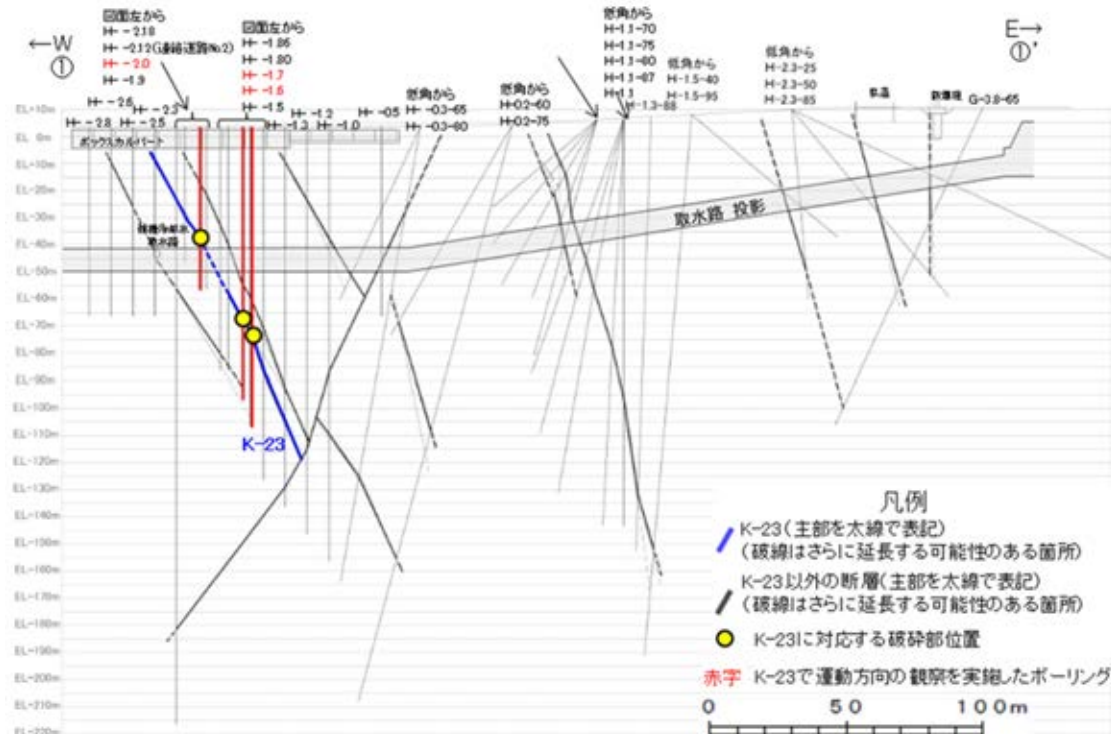 ←W
①
図面左から
H- -2.18
H- -2.12(連絡道路No.2)
H- -2.0
H- -1.9
図面左から
H- -1.86
H- -1.80
H- -1.7
H- -1.6
H- -1.5
H- -2.8
H- -2.6
H- -2.5
H- -2.3
H- -1.3
H- -1.2
H- -1.0
H- -0.5
低角から
H-0.3-65
H-0.3-80
低角から
H-0.2-60
H-0.2-75
低角から
H-1.1-70
H-1.1-75
H-1.1-80
H-1.1-87
H-1.1
H-1.3-88
低角から
H-1.5-40
H-1.5-95
低角から
H-2.3-25
H-2.3-50
H-2.3-85
G-3.8-65
E→
①'
ボックスカルバート
取水路 投影
K-23
EL+10m
EL 0m
EL-10m
EL-20m
EL-30m
EL-40m
EL-50m
EL-60m
EL-70m
EL-80m
EL-90m
EL-100m
EL-110m
EL-120m
EL-130m
EL-140m
EL-150m
EL-160m
EL-170m
EL-180m
EL-190m
EL-200m
EL-210m
EL-220m
凡例
K-23(主部を太線で表記)
(破線はさらに延長する可能性のある箇所)
K-23以外の断層(主部を太線で表記)
(破線はさらに延長する可能性のある箇所)
K-23に対応する破砕部位置
赤字 K-23で運動方向の観察を実施したボーリング
0 50 100m